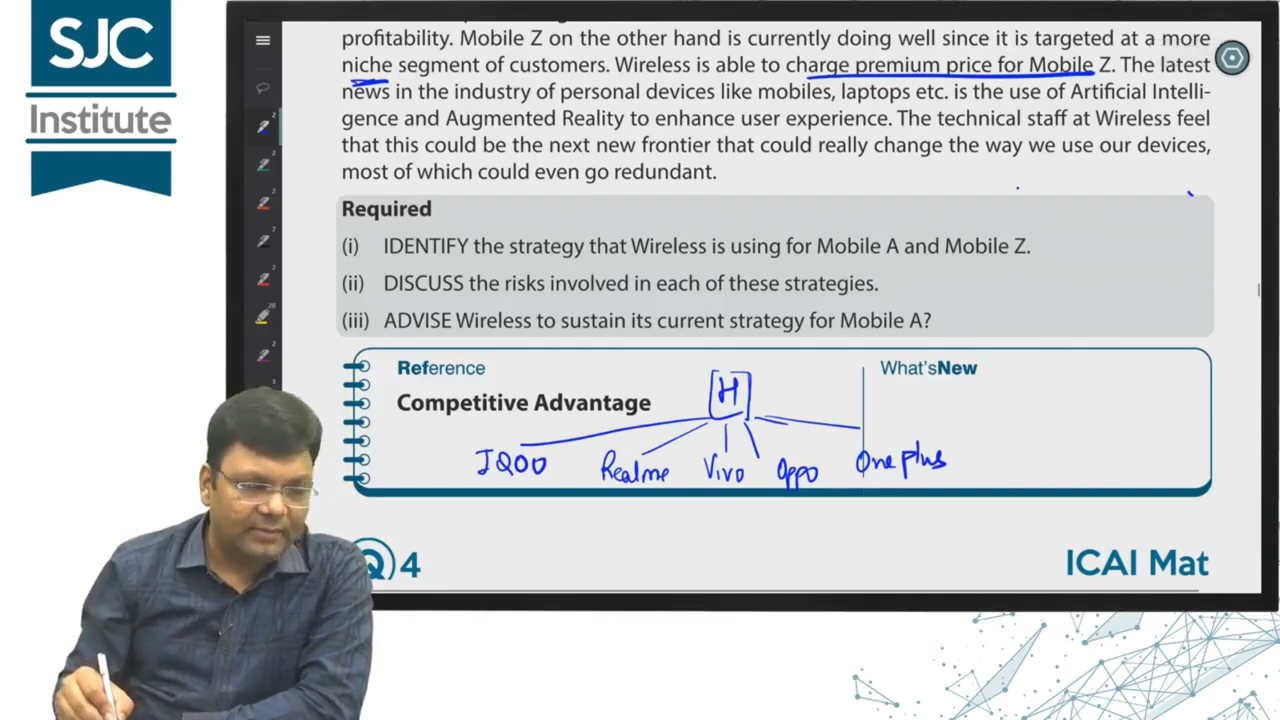 SJC
Institute
profitability. Mobile Z on the other hand is currently doing well since it is targeted at a more
niche segment of customers. Wireless is able to charge premium price for Mobile Z. The latest
news in the industry of personal devices like mobiles, laptops etc. is the use of Artificial Intelli-
gence and Augmented Reality to enhance user experience. The technical staff at Wireless feel
that this could be the next new frontier that could really change the way we use our devices,
most of which could even go redundant.
Required
(i) IDENTIFY the strategy that Wireless is using for Mobile A and Mobile Z.
(ii) DISCUSS the risks involved in each of these strategies.
(iii) ADVISE Wireless to sustain its current strategy for Mobile A?
Reference
What'sNew
Competitive Advantage
H
IQOO Realme Vivo Oppo Oneplus
Q4
ICAI Mat